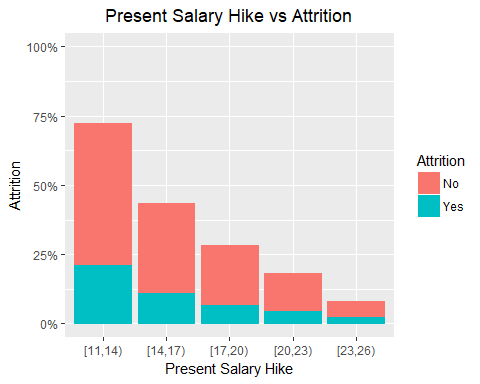 Present Salary Hike vs Attrition
100%
75%
50%
25%
0%
Attrition
[11,14)
[14,17)
[17,20)
[20,23)
[23,26)
Present Salary Hike
Attrition
No
Yes